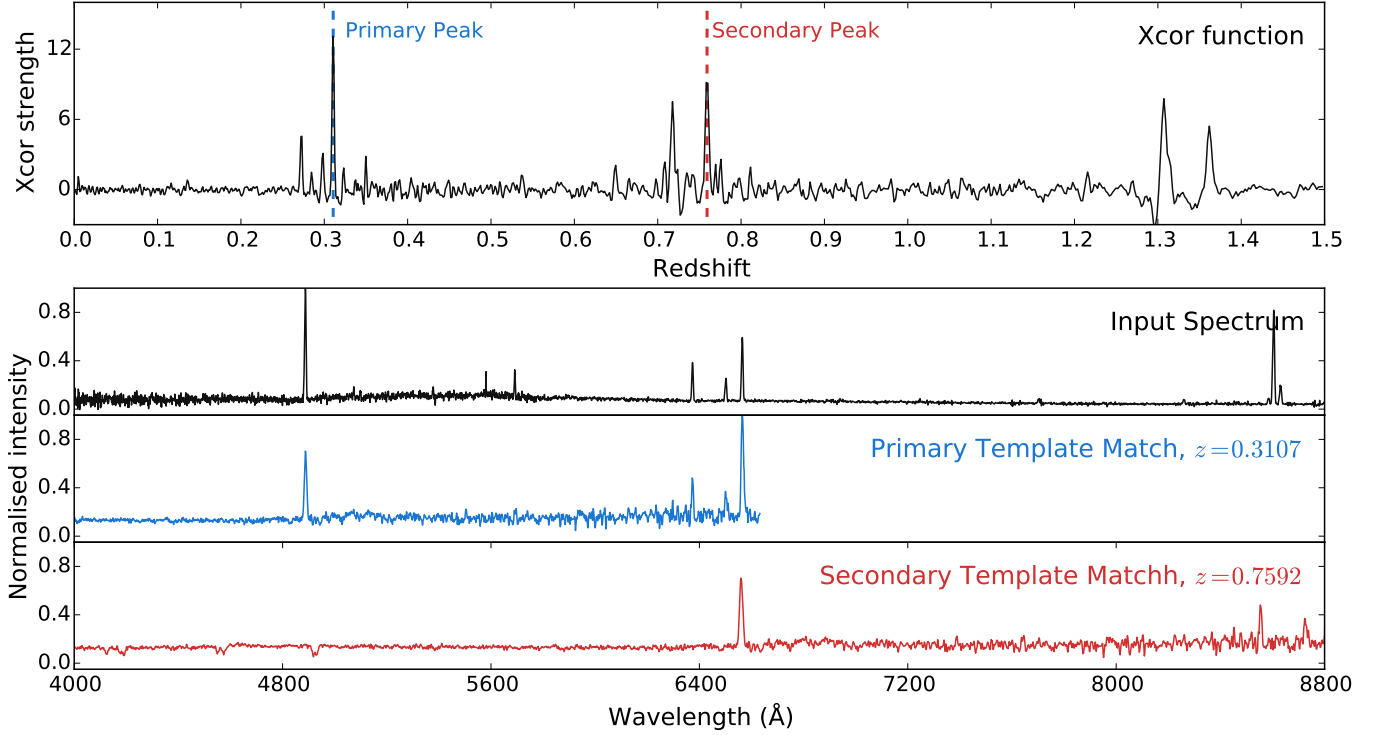 Xcor strength
12
6
0
Primary Peak
Secondary Peak
Xcor function
0.0 0.1 0.2 0.3 0.4 0.5 0.6 0.7 0.8 0.9 1.0 1.1 1.2 1.3 1.4 1.5
Redshift
Normalised intensity
0.8
0.4
0.0
Input Spectrum
0.8
0.4
0.0
Primary Template Match, z=0.3107
0.8
0.4
0.0
Secondary Template Matchh, z=0.7592
4000 4800 5600 6400 7200 8000 8800
Wavelength (Å)